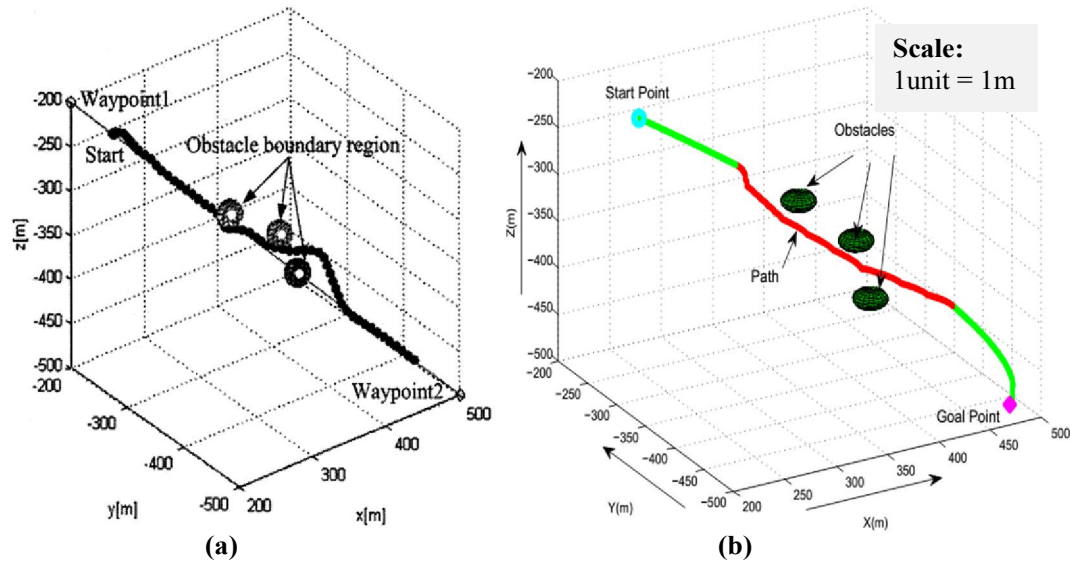 -200
Waypoint1
-250
Start
Obstacle boundary region
-300
z[m]
-350
-400
-450
-500
-200
-300
-400
-500
y[m]
Waypoint2
500
400
300
200
x[m]
(a)
Scale:
1unit = 1m
−200
Start Point
−250
Obstacles
−300
Z(m)
−350
Path
−400
−450
−500
−200
−250
−300
−350
−400
−450
−500
Y(m)
Goal Point
200
250
300
350
400
450
500
X(m)
(b)